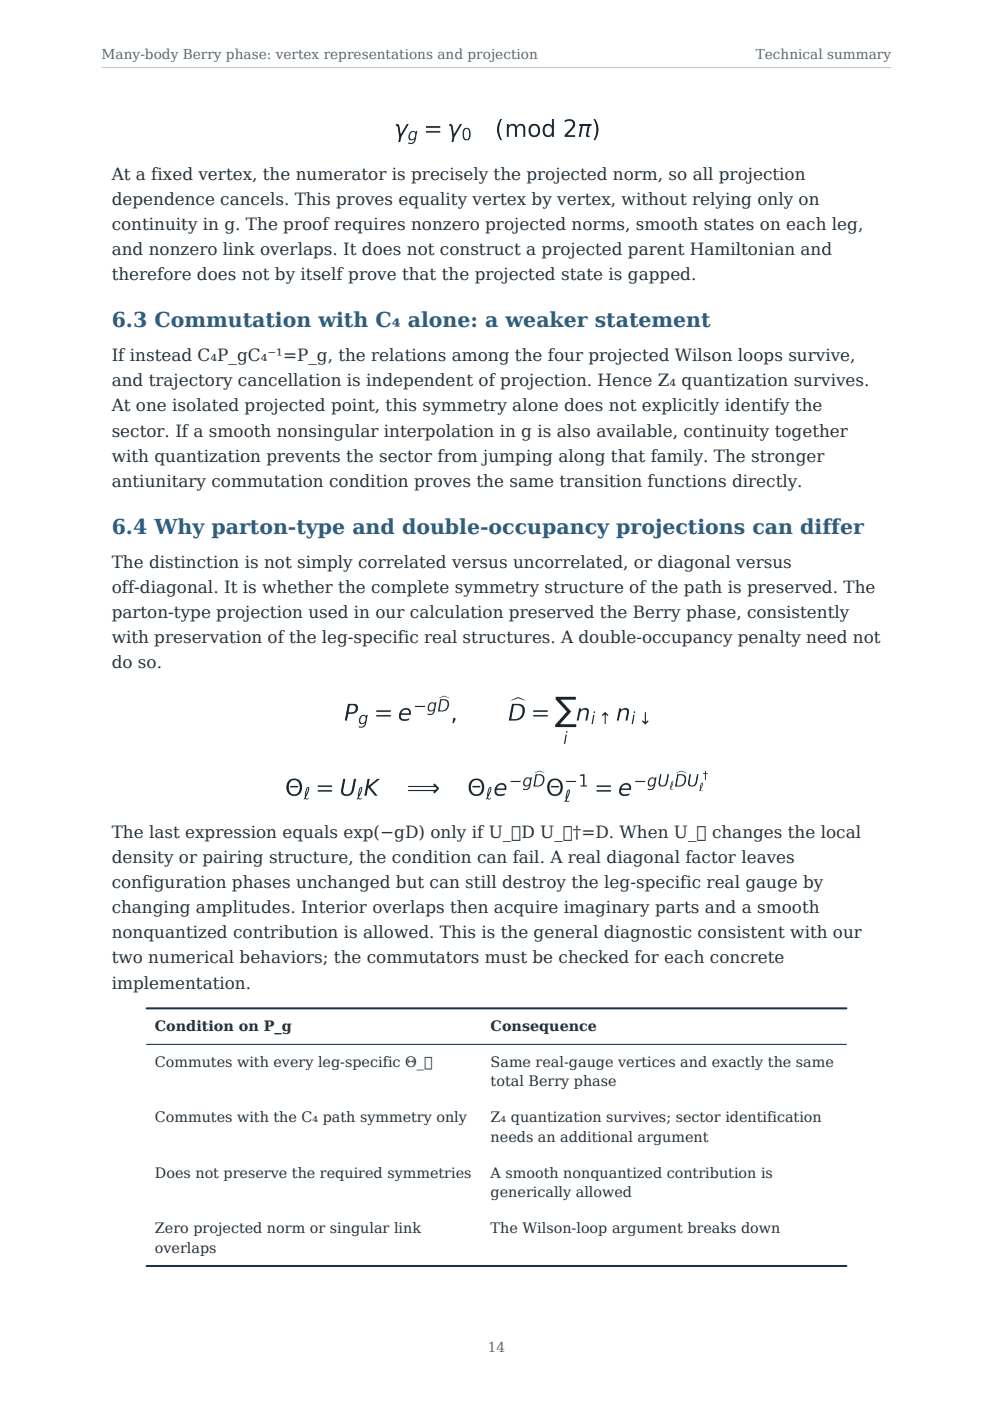 Many-body Berry phase: vertex representations and projection Technical summary
γ_g = γ_0 (mod 2π)
At a fixed vertex, the numerator is precisely the projected norm, so all projection
dependence cancels. This proves equality vertex by vertex, without relying only on
continuity in g. The proof requires nonzero projected norms, smooth states on each leg,
and nonzero link overlaps. It does not construct a projected parent Hamiltonian and
therefore does not by itself prove that the projected state is gapped.
6.3 Commutation with C₄ alone: a weaker statement
If instead C₄P_gC₄⁻¹=P_g, the relations among the four projected Wilson loops survive,
and trajectory cancellation is independent of projection. Hence Z₄ quantization survives.
At one isolated projected point, this symmetry alone does not explicitly identify the
sector. If a smooth nonsingular interpolation in g is also available, continuity together
with quantization prevents the sector from jumping along that family. The stronger
antiunitary commutation condition proves the same transition functions directly.
6.4 Why parton-type and double-occupancy projections can differ
The distinction is not simply correlated versus uncorrelated, or diagonal versus
off-diagonal. It is whether the complete symmetry structure of the path is preserved. The
parton-type projection used in our calculation preserved the Berry phase, consistently
with preservation of the leg-specific real structures. A double-occupancy penalty need not
do so.
P_g = e^{−gD̂}, D̂ = ∑_i n_{i↑} n_{i↓}
Θ_ℓ = U_ℓK ⟹ Θ_ℓe^{−gD̂}Θ_ℓ^{−1} = e^{−gU_ℓD̂U_ℓ^†}
The last expression equals exp(−gD) only if U_▯D U_▯†=D. When U_▯ changes the local
density or pairing structure, the condition can fail. A real diagonal factor leaves
configuration phases unchanged but can still destroy the leg-specific real gauge by
changing amplitudes. Interior overlaps then acquire imaginary parts and a smooth
nonquantized contribution is allowed. This is the general diagnostic consistent with our
two numerical behaviors; the commutators must be checked for each concrete
implementation.
Condition on P_g Consequence
Commutes with every leg-specific Θ_▯ Same real-gauge vertices and exactly the same
total Berry phase
Commutes with the C₄ path symmetry only Z₄ quantization survives; sector identification
needs an additional argument
Does not preserve the required symmetries A smooth nonquantized contribution is
generically allowed
Zero projected norm or singular link The Wilson-loop argument breaks down
overlaps
14